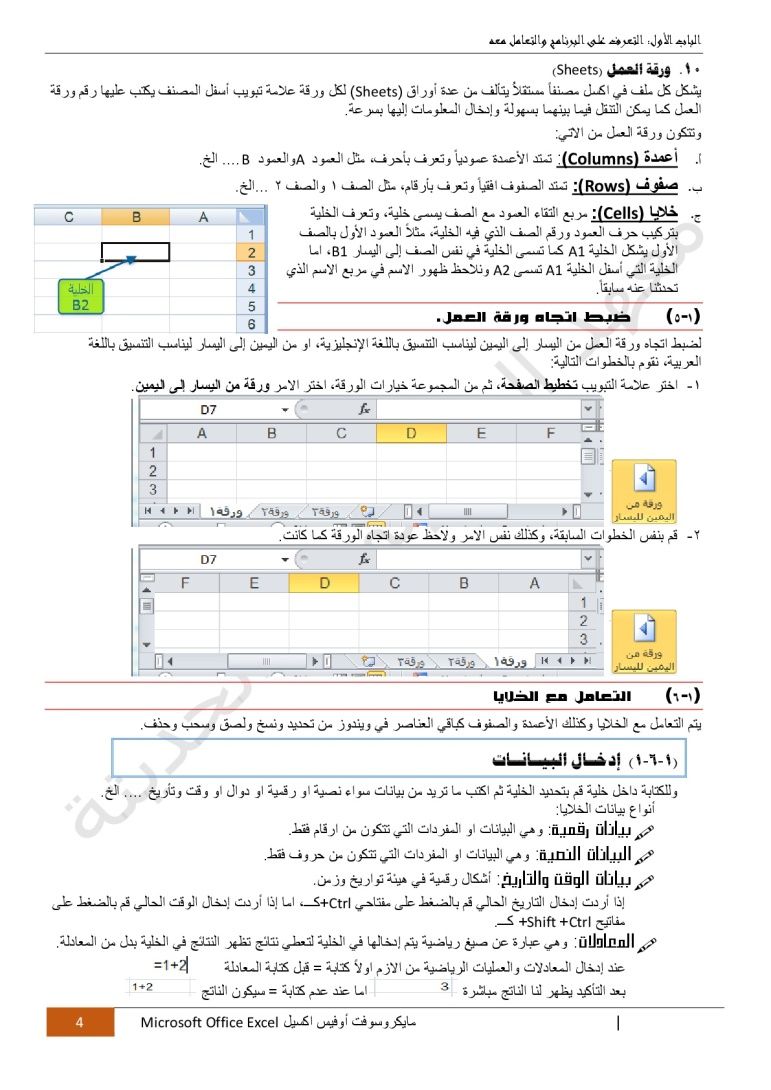 الباب الأول: التعرف على البرنامج والتعامل معه
١٠. ورقة العمل (Sheets)
يشكل كل ملف في اكسل مصنفاً مستقلاً يتألف من عدة أوراق (Sheets) لكل ورقة علامة تبويب أسفل المصنف يكتب عليها رقم ورقة
العمل كما يمكن التنقل فيما بينهما بسهولة وإدخال المعلومات إليها بسرعة.
وتتكون ورقة العمل من الاتي:
أ. أعمدة (Columns): تمتد الأعمدة عمودياً وتعرف بأحرف، مثل العمود A والعمود B .... الخ.
ب. صفوف (Rows): تمتد الصفوف افقياً وتعرف بأرقام، مثل الصف ١ والصف ٢ ...الخ.
ج. خلايا (Cells): مربع التقاء العمود مع الصف يسمى خلية، وتعرف الخلية
بتركيب حرف العمود ورقم الصف الذي فيه الخلية، مثلاً العمود الأول بالصف
الأول يشكل الخلية A1 كما تسمى الخلية في نفس الصف إلى اليسار B1، اما
الخلية التي أسفل الخلية A1 تسمى A2 ونلاحظ ظهور الاسم في مربع الاسم الذي
تحدثنا عنه سابقاً.
C B A
1
2
3
4
5
6
الخلية
B2
(١-٥) ضبط اتجاه ورقة العمل.
لضبط اتجاه ورقة العمل من اليسار إلى اليمين ليناسب التنسيق باللغة الإنجليزية، او من اليمين إلى اليسار ليناسب التنسيق باللغة
العربية، نقوم بالخطوات التالية:
١- اختر علامة التبويب تخطيط الصفحة، ثم من المجموعة خيارات الورقة، اختر الامر ورقة من اليسار إلى اليمين.
D7 fx
A B C D E F
1
2
3
ورقة١ ورقة٢ ورقة٣
ورقة من
اليمين لليسار
٢- قم بنفس الخطوات السابقة، وكذلك نفس الامر ولاحظ عودة اتجاه الورقة كما كانت.
D7 fx
F E D C B A
1
2
3
ورقة١ ورقة٢ ورقة٣
ورقة من
اليمين لليسار
(١-٦) التعامل مع الخلايا
يتم التعامل مع الخلايا وكذلك الأعمدة والصفوف كباقي العناصر في ويندوز من تحديد ونسخ ولصق وسحب وحذف.
(١-٦-١) إدخال البيانات
وللكتابة داخل خلية قم بتحديد الخلية ثم اكتب ما تريد من بيانات سواء نصية او رقمية او دوال او وقت وتأريخ .... الخ.
أنواع بيانات الخلايا:
بيانات رقمية: وهي البيانات او المفردات التي تتكون من ارقام فقط.
البيانات النصية: وهي البيانات او المفردات التي تتكون من حروف فقط.
بيانات الوقت والتاريخ: أشكال رقمية في هيئة تواريخ وزمن.
إذا أردت إدخال التاريخ الحالي قم بالضغط على مفتاحي Ctrl+كـ، اما إذا أردت إدخال الوقت الحالي قم بالضغط على
مفاتيح Shift +Ctrl+ كـ.
المعادلات: وهي عبارة عن صيغ رياضية يتم إدخالها في الخلية لتعطي نتائج تظهر النتائج في الخلية بدل من المعادلة.
عند إدخال المعادلات والعمليات الرياضية من الازم اولاً كتابة = قبل كتابة المعادلة =1+2
بعد التأكيد يظهر لنا الناتج مباشرة 3 اما عند عدم كتابة = سيكون الناتج 1+2
مايكروسوفت أوفيس اكسيل Microsoft Office Excel 4